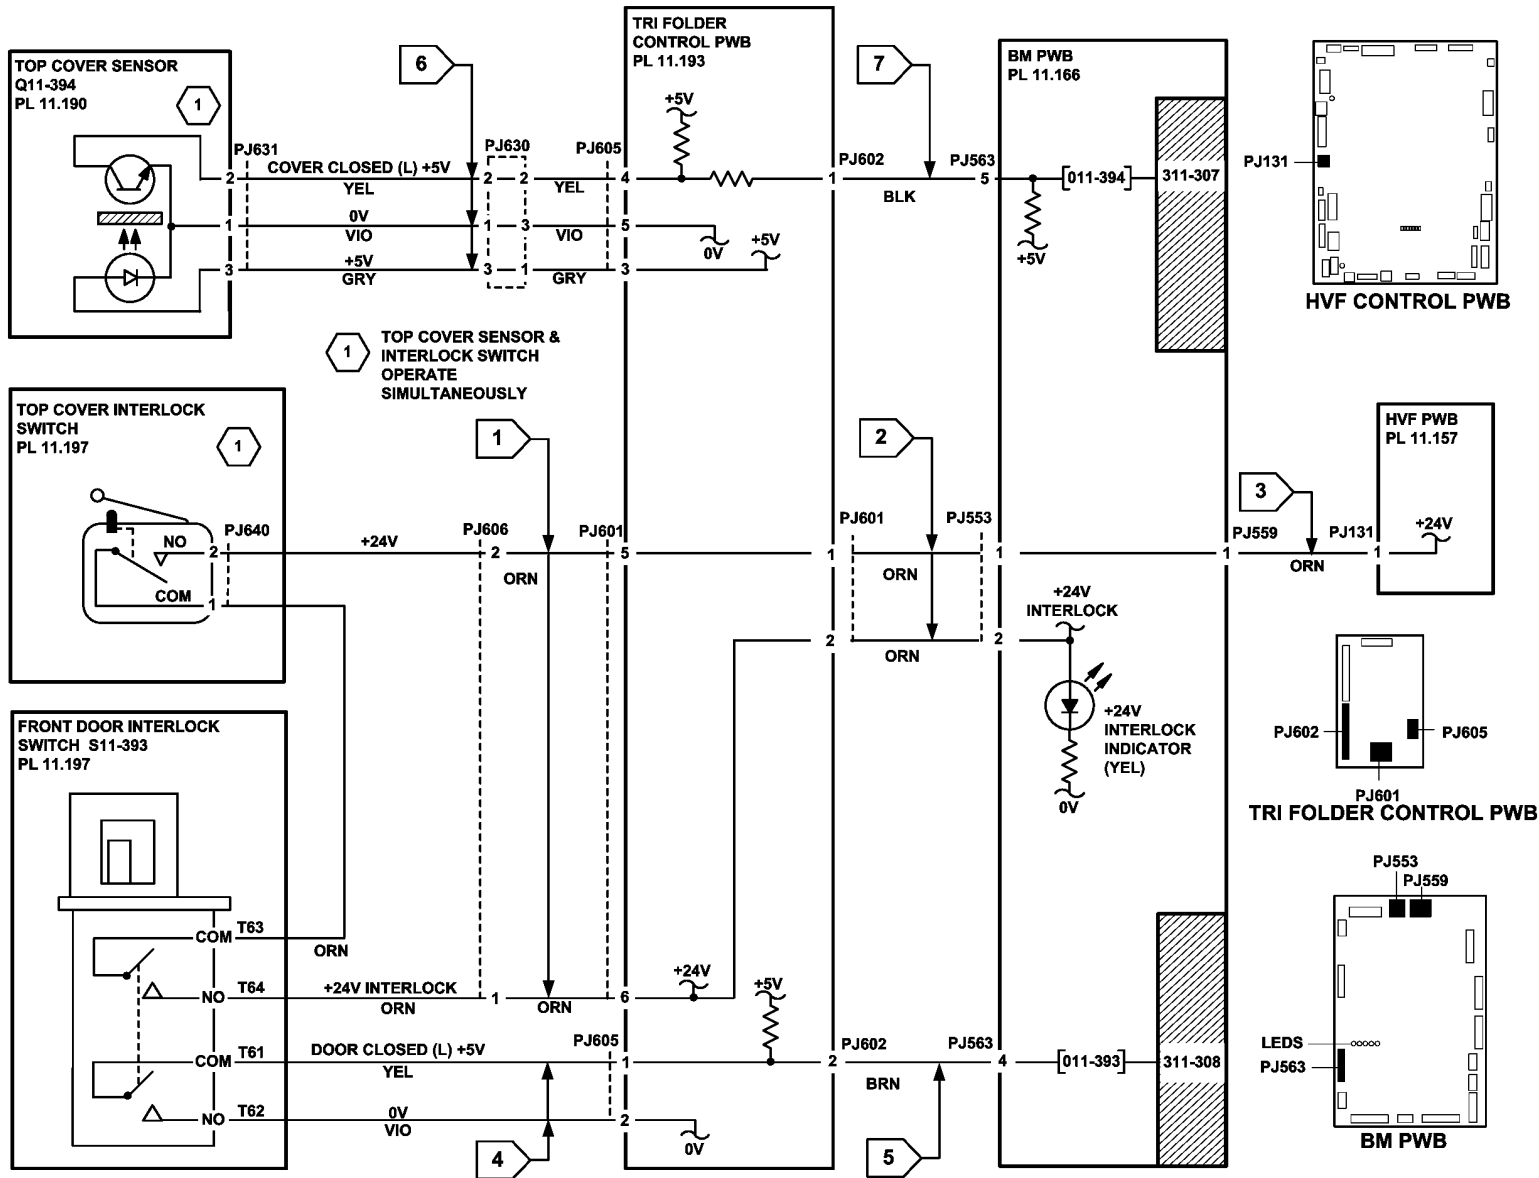 TRI FOLDER
CONTROL PWB
PL 11.193
6
7
BM PWB
PL 11.166
TOP COVER SENSOR
Q11-394
PL 11.190
1
+5V
PJ631
PJ630
PJ605
PJ602
PJ563
PJ131
2
COVER CLOSED (L) +5V
YEL
2
2
YEL
4
1
BLK
5
[011-394]
311-307
1
0V
VIO
1
3
VIO
5
0V
+5V
+5V
3
+5V
GRY
3
1
GRY
3
HVF CONTROL PWB
1
TOP COVER SENSOR &
INTERLOCK SWITCH
OPERATE
SIMULTANEOUSLY
TOP COVER INTERLOCK
SWITCH
PL 11.197
1
1
2
HVF PWB
PL 11.157
3
NO
2
PJ640
+24V
PJ606
2
ORN
PJ601
5
1
PJ601
ORN
PJ553
1
1
PJ559
ORN
PJ131
1
+24V
COM
1
+24V
INTERLOCK
2
ORN
2
+24V
INTERLOCK
INDICATOR
(YEL)
0V
PJ602
PJ605
PJ601
TRI FOLDER CONTROL PWB
FRONT DOOR INTERLOCK
SWITCH S11-393
PL 11.197
PJ553
PJ559
COM
T63
ORN
NO
T64
+24V INTERLOCK
ORN
1
ORN
6
+24V
+5V
COM
T61
DOOR CLOSED (L) +5V
YEL
PJ605
1
2
PJ602
BRN
PJ563
4
[011-393]
311-308
LEDS
PJ563
NO
T62
0V
VIO
2
0V
4
5
BM PWB